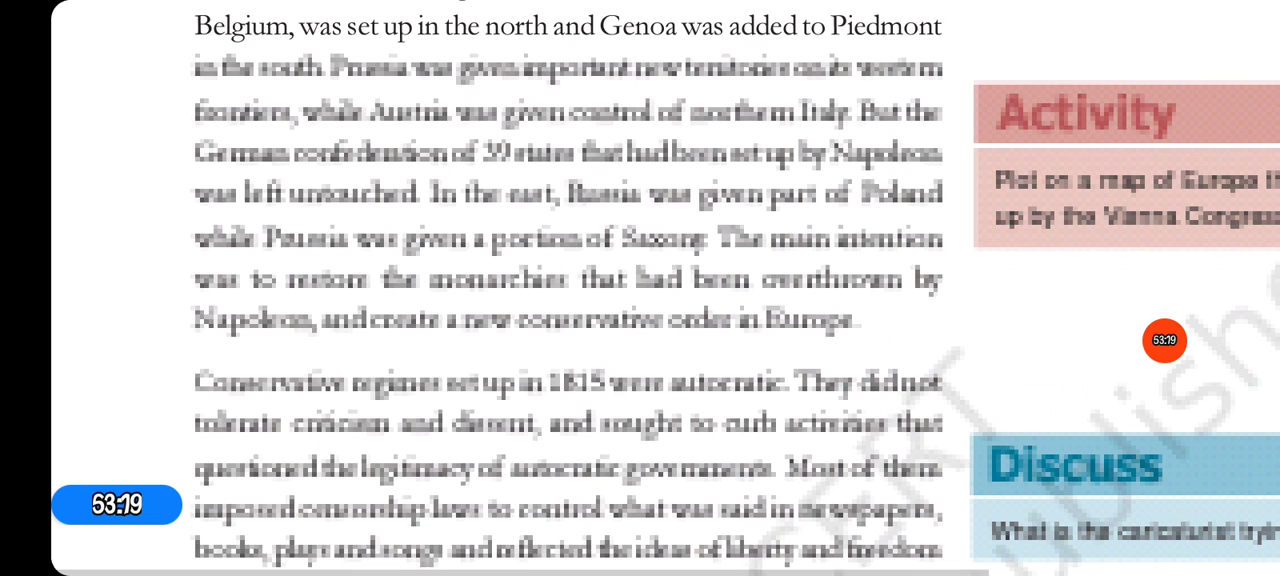 Belgium, was set up in the north and Genoa was added to Piedmont
in the south. Prussia was given important new territories on its western
frontiers, while Austria was given control of northern Italy. But the
German confederation of 39 states that had been set up by Napoleon
was left untouched. In the east, Russia was given part of Poland
while Prussia was given a portion of Saxony. The main intention
was to restore the monarchies that had been overthrown by
Napoleon, and create a new conservative order in Europe.
Conservative regimes set up in 1815 were autocratic. They did not
tolerate criticism and dissent, and sought to curb activities that
questioned the legitimacy of autocratic governments. Most of them
imposed censorship laws to control what was said in newspapers,
books, plays and songs and reflected the ideas of liberty and freedom
53:19
Activity
Plot on a map of Europe
up by the Vienna Congress
53:19
Discuss
What is the caricaturist